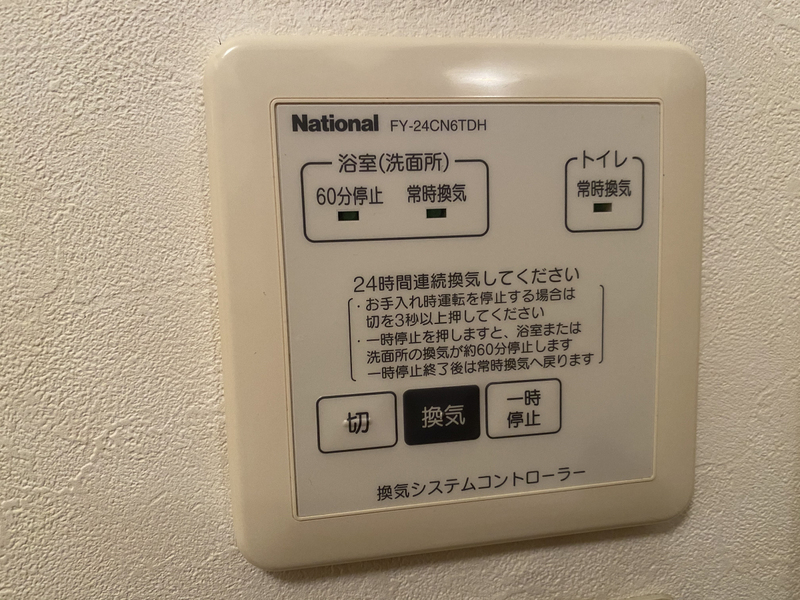 National FY-24CN6TDH
浴室(洗面所)
トイレ
60分停止 常時換気
常時換気
24時間連続換気してください
・お手入れ時運転を停止する場合は
切を3秒以上押してください
・一時停止を押しますと、浴室または
洗面所の換気が約60分停止します
一時停止終了後は常時換気へ戻ります
切
換気
一時
停止
換気システムコントローラー